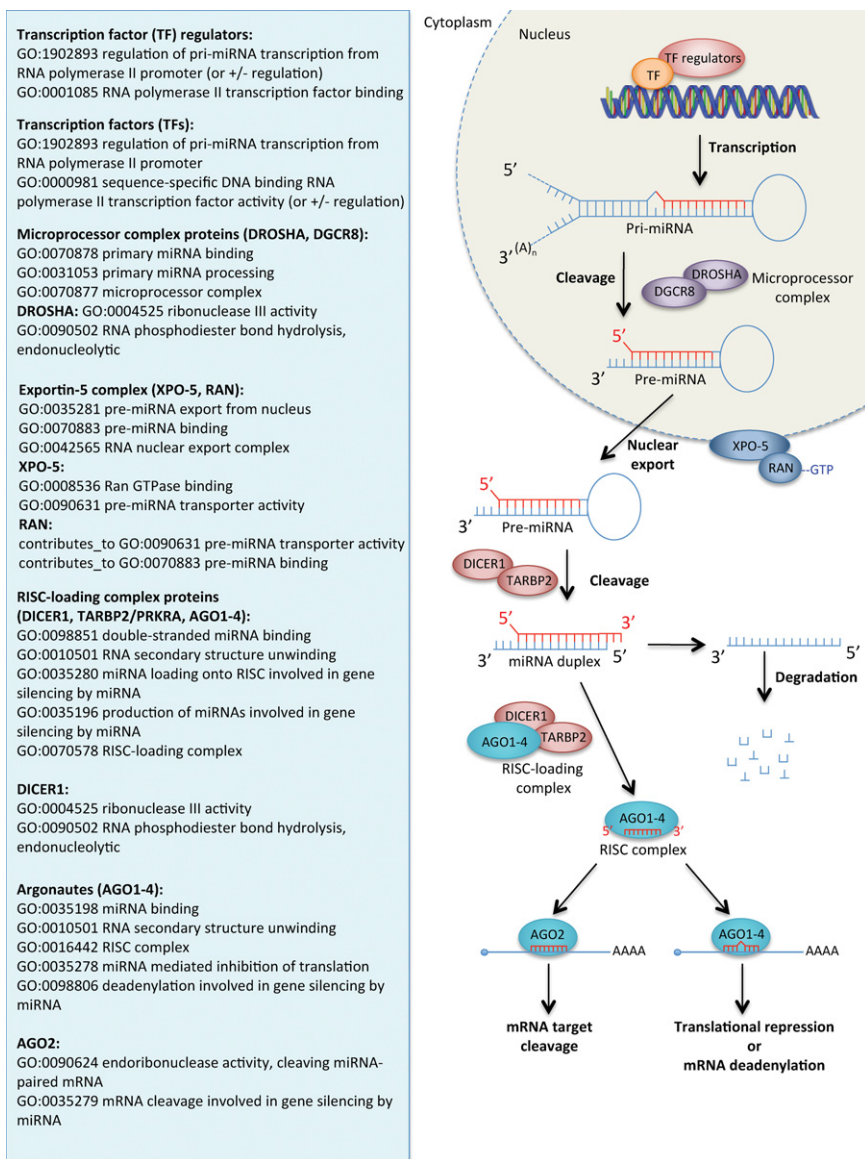 Transcription factor (TF) regulators:
GO:1902893 regulation of pri-miRNA transcription from
RNA polymerase II promoter (or +/- regulation)
GO:0001085 RNA polymerase II transcription factor binding
Transcription factors (TFs):
GO:1902893 regulation of pri-miRNA transcription from
RNA polymerase II promoter
GO:0000981 sequence-specific DNA binding RNA
polymerase II transcription factor activity (or +/- regulation)
Microprocessor complex proteins (DROSHA, DGCR8):
GO:0070878 primary miRNA binding
GO:0031053 primary miRNA processing
GO:0070877 microprocessor complex
DROSHA: GO:0004525 ribonuclease III activity
GO:0090502 RNA phosphodiester bond hydrolysis,
endonucleolytic
Exportin-5 complex (XPO-5, RAN):
GO:0035281 pre-miRNA export from nucleus
GO:0070883 pre-miRNA binding
GO:0042565 RNA nuclear export complex
XPO-5:
GO:0008536 Ran GTPase binding
GO:0090631 pre-miRNA transporter activity
RAN:
contributes_to GO:0090631 pre-miRNA transporter activity
contributes_to GO:0070883 pre-miRNA binding
RISC-loading complex proteins
(DICER1, TARBP2/PRKRA, AGO1-4):
GO:0098851 double-stranded miRNA binding
GO:0010501 RNA secondary structure unwinding
GO:0035280 miRNA loading onto RISC involved in gene
silencing by miRNA
GO:0035196 production of miRNAs involved in gene
silencing by miRNA
GO:0070578 RISC-loading complex
DICER1:
GO:0004525 ribonuclease III activity
GO:0090502 RNA phosphodiester bond hydrolysis,
endonucleolytic
Argonautes (AGO1-4):
GO:0035198 miRNA binding
GO:0010501 RNA secondary structure unwinding
GO:0016442 RISC complex
GO:0035278 miRNA mediated inhibition of translation
GO:0098806 deadenylation involved in gene silencing by
miRNA
AGO2:
GO:0090624 endoribonuclease activity, cleaving miRNA-
paired mRNA
GO:0035279 mRNA cleavage involved in gene silencing by
miRNA
Cytoplasm
Nucleus
TF regulators
TF
Transcription
5’
Pri-miRNA
3’(A)n
Cleavage
DROSHA
DGCR8
Microprocessor
complex
5’
3’
Pre-miRNA
Nuclear
export
XPO-5
RAN
--GTP
5’
3’
Pre-miRNA
DICER1
TARBP2
Cleavage
5’
3’
3’
5’
miRNA duplex
3’
5’
Degradation
DICER1
AGO1-4
TARBP2
RISC-loading
complex
AGO1-4
5’
3’
RISC complex
AGO2
AAAA
AGO1-4
AAAA
mRNA target
cleavage
Translational repression
or
mRNA deadenylation